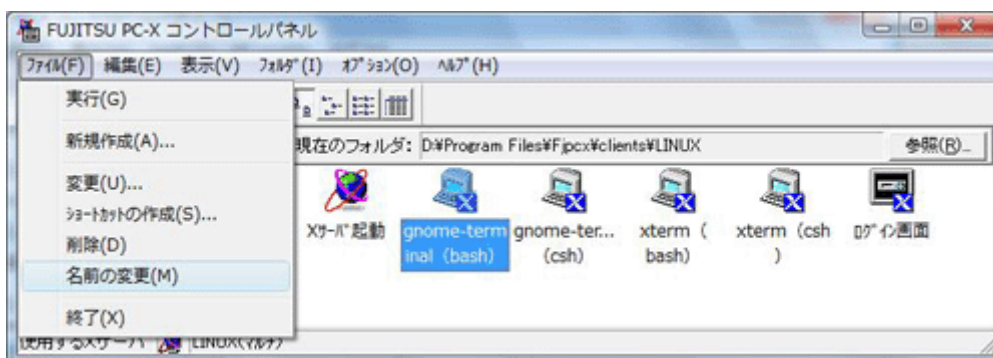 FUJITSU PC-X コントロールパネル
ﾌｧｲﾙ(F) 編集(E) 表示(V) ﾌｫﾙﾀﾞ(I) ｵﾌﾟｼｮﾝ(O) ﾍﾙﾌﾟ(H)
実行(G)
新規作成(A)...
現在のフォルダ: D:¥Program Files¥Fjpcx¥clients¥LINUX 参照(R)...
変更(U)...
ｼｮｰﾄｶｯﾄの作成(S)...
削除(D)
名前の変更(M)
終了(X)
Xｻｰﾊﾞ起動
gnome-term
inal（bash）
gnome-ter...
（csh）
xterm（
bash）
xterm（csh
）
ﾛｸﾞｲﾝ画面
使用するXサーバ LINUX(ﾏﾙﾁ)